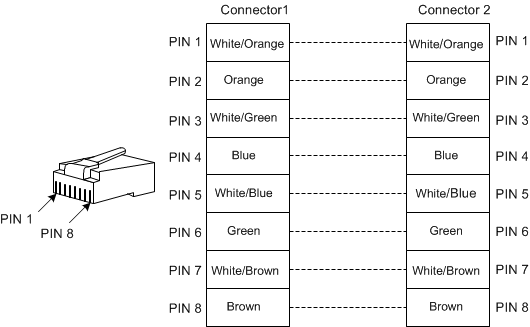 Connector1 Connector 2
PIN 1 White/Orange White/Orange PIN 1
PIN 2 Orange Orange PIN 2
PIN 3 White/Green White/Green PIN 3
PIN 4 Blue Blue PIN 4
PIN 5 White/Blue White/Blue PIN 5
PIN 6 Green Green PIN 6
PIN 7 White/Brown White/Brown PIN 7
PIN 8 Brown Brown PIN 8
PIN 1
PIN 8